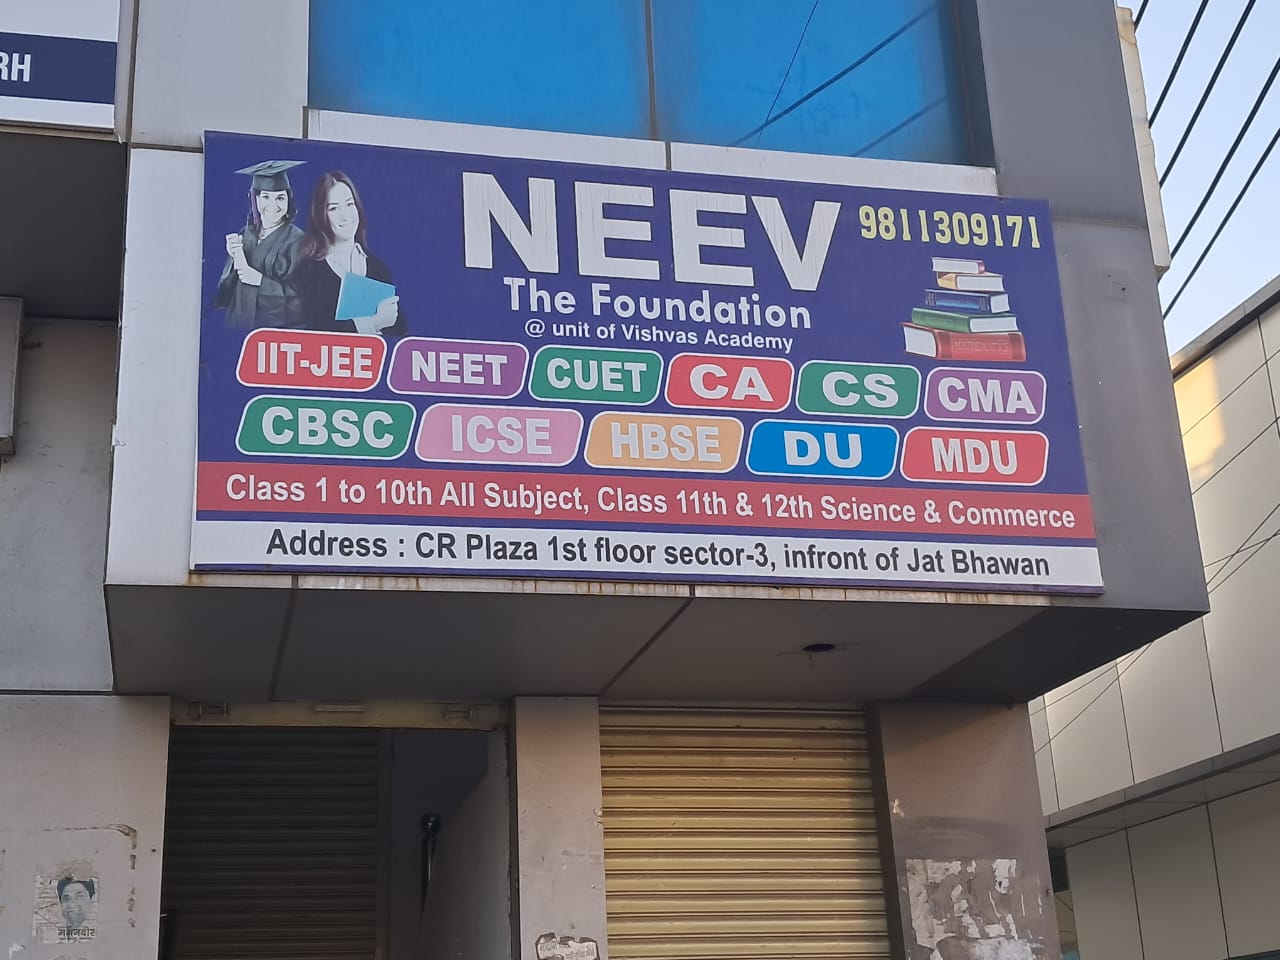 RH
NEEV
9811309171
The Foundation
@ unit of Vishvas Academy
MATHEMATICS
IIT-JEE NEET CUET CA CS CMA
CBSC ICSE HBSE DU MDU
Class 1 to 10th All Subject, Class 11th & 12th Science & Commerce
Address : CR Plaza 1st floor sector-3, infront of Jat Bhawan